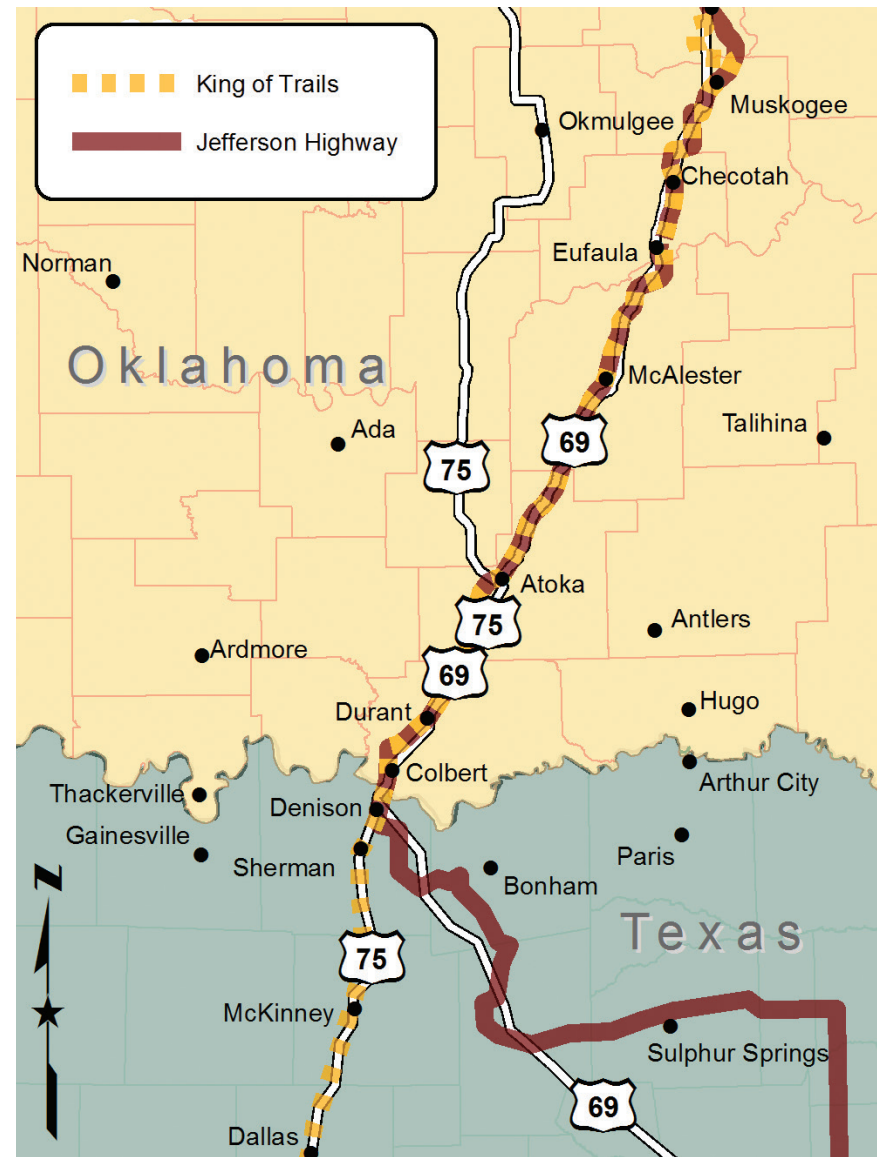 King of Trails
Jefferson Highway
Okmulgee
Muskogee
Checotah
Eufaula
Norman
Oklahoma
McAlester
Ada
69
Talihina
75
Atoka
75
Antlers
Ardmore
69
Durant
Hugo
Colbert
Arthur City
Thackerville
Denison
Gainesville
Paris
Sherman
Bonham
N
Texas
75
McKinney
Sulphur Springs
69
Dallas